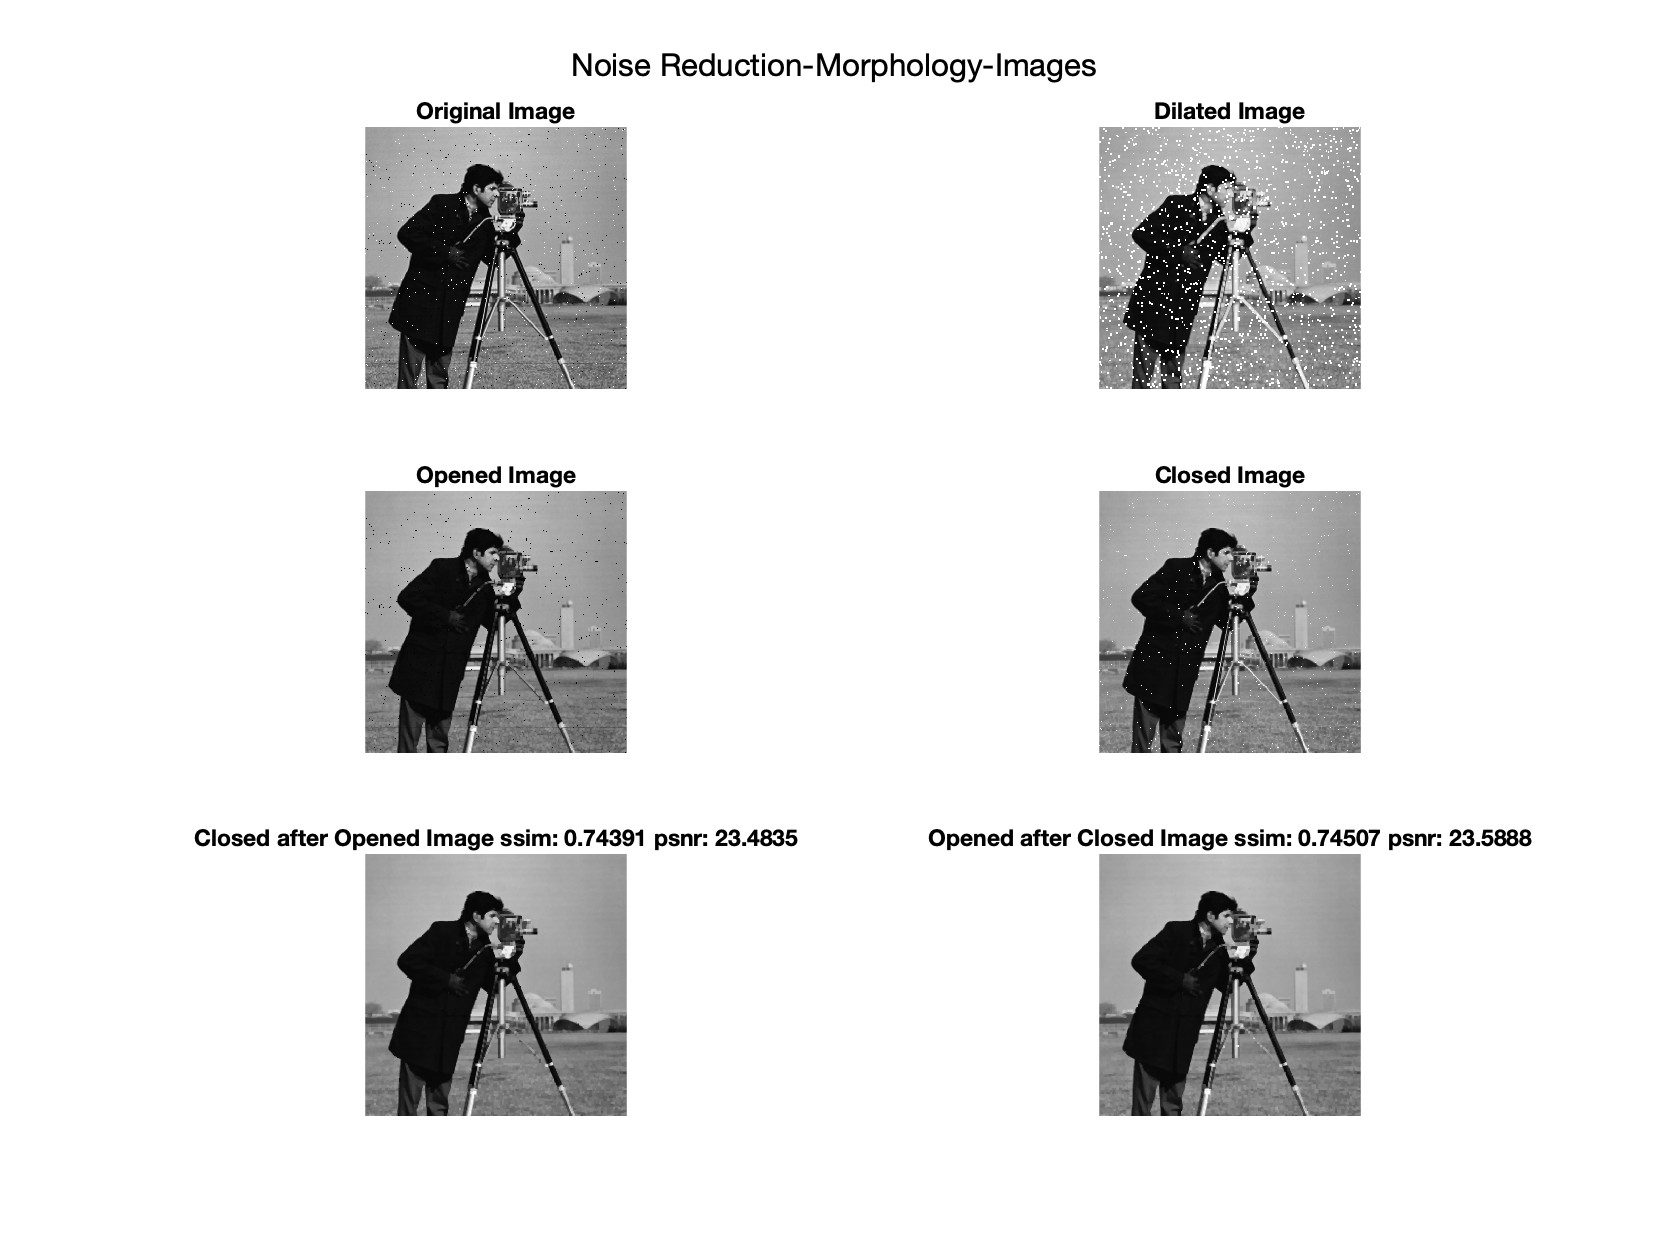 Noise Reduction-Morphology-Images
Original Image
Dilated Image
Opened Image
Closed Image
Closed after Opened Image ssim: 0.74391 psnr: 23.4835
Opened after Closed Image ssim: 0.74507 psnr: 23.5888